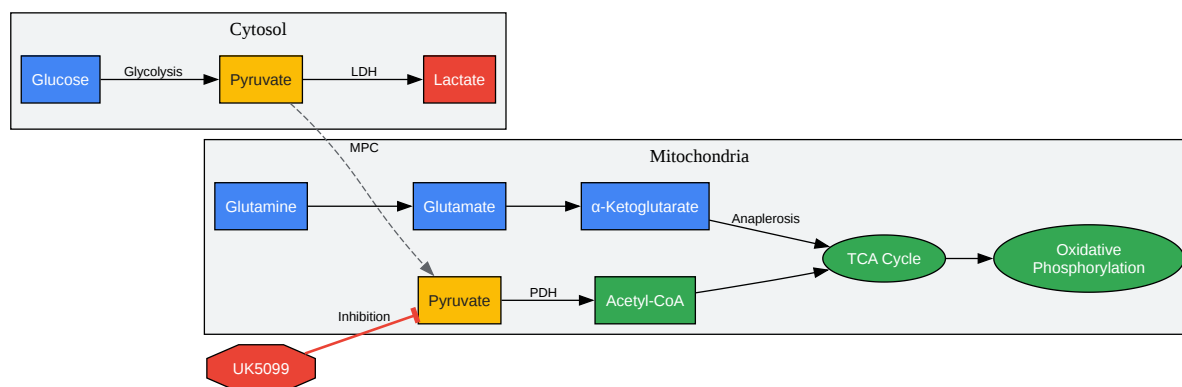 Cytosol
Glucose
Glycolysis
Pyruvate
LDH
Lactate
MPC
Mitochondria
Glutamine
Glutamate
α-Ketoglutarate
Anaplerosis
TCA Cycle
Oxidative
Phosphorylation
Pyruvate
PDH
Acetyl-CoA
Inhibition
UK5099